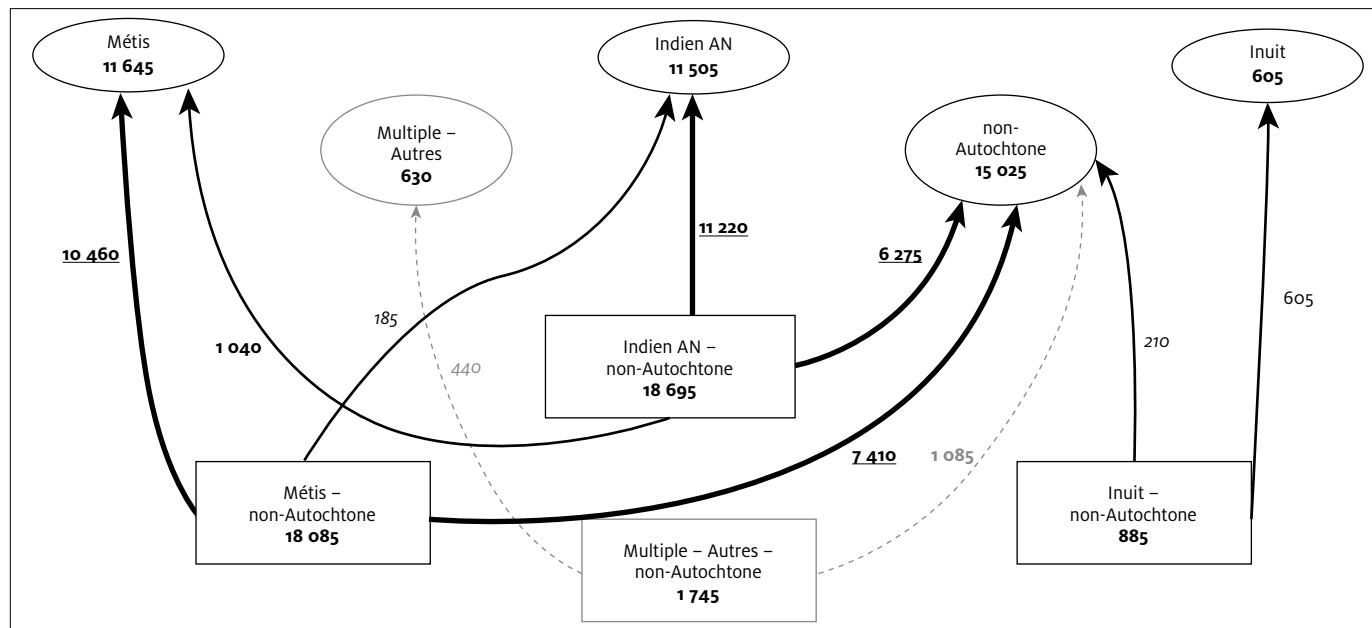 Métis
11 645
Indien AN
11 505
Inuit
605
Multiple –
Autres
630
non-
Autochtone
15 025
10 460
11 220
6 275
605
185
1 040
440
210
Indien AN –
non-Autochtone
18 695
7 410
1 085
Métis –
non-Autochtone
18 085
Multiple – Autres –
non-Autochtone
1 745
Inuit –
non-Autochtone
885